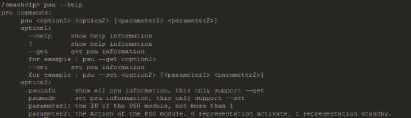 /smashclp> psu --help
psu commands:
psu <option1> <option2> [<parameter1> <parameter2>]
option1:
--help show help information
? show help information
--get get psu information
for example : psu --get <option2>
--set set psu information
for example : psu --set <option2> [<parameter1> <parameter2>]
option2:
psuinfo show all psu information, this only support --get
psumode set psu information, this only support --set
parameter1: the ID of the PSU module, not more than 1
parameter2: the Action of the PSU module, 0 representation activate, 1 representation standby.